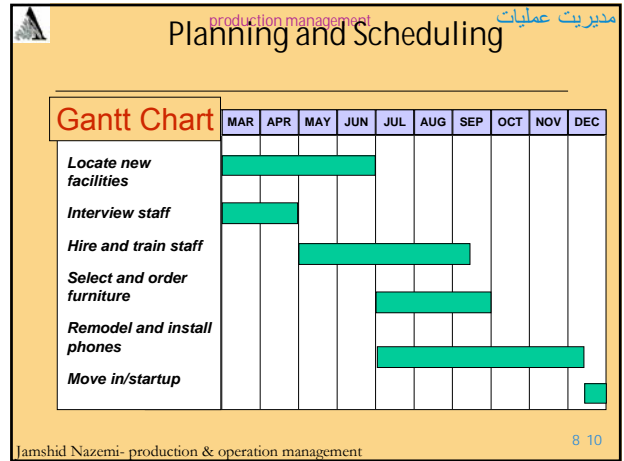 production management
مديريت عمليات
Planning and Scheduling
Gantt Chart
MAR APR MAY JUN JUL AUG SEP OCT NOV DEC
Locate new
facilities
Interview staff
Hire and train staff
Select and order
furniture
Remodel and install
phones
Move in/startup
Jamshid Nazemi- production & operation management
8 10